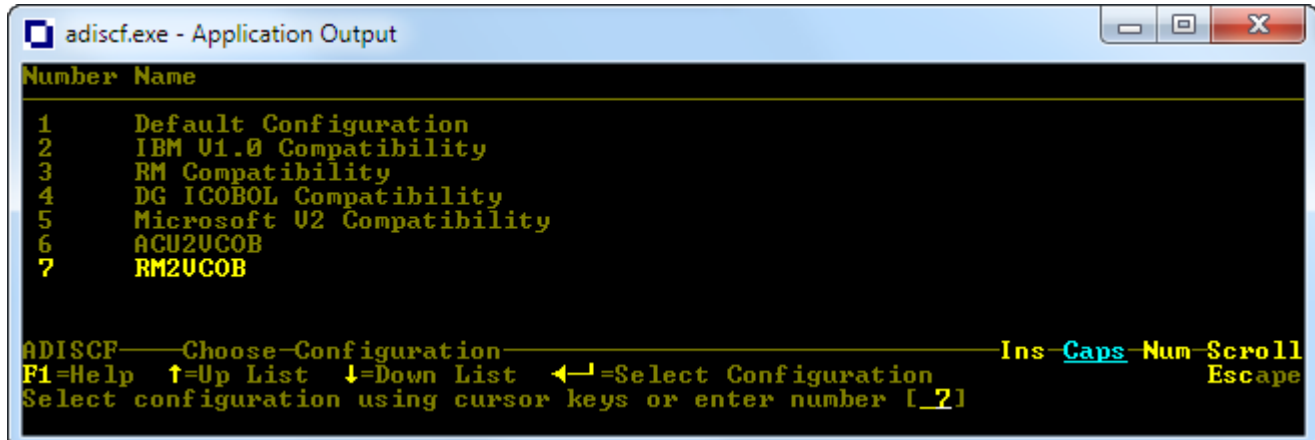 adiscf.exe - Application Output
Number Name
1 Default Configuration
2 IBM V1.0 Compatibility
3 RM Compatibility
4 DG ICOBOL Compatibility
5 Microsoft V2 Compatibility
6 ACU2VCOB
7 RM2VCOB
ADISCF Choose-Configuration Ins-Caps-Num-Scroll
F1=Help ↑=Up List ↓=Down List ◄─┘=Select Configuration Escape
Select configuration using cursor keys or enter number [ 7]